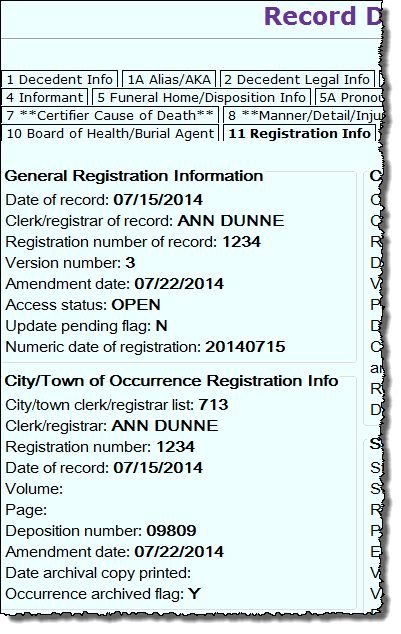 Record D
1 Decedent Info 1A Alias/AKA 2 Decedent Legal Info
4 Informant 5 Funeral Home/Disposition Info 5A Pronou
7 **Certifier Cause of Death** 8 **Manner/Detail/Inju
10 Board of Health/Burial Agent 11 Registration Info
General Registration Information
Date of record: 07/15/2014
Clerk/registrar of record: ANN DUNNE
Registration number of record: 1234
Version number: 3
Amendment date: 07/22/2014
Access status: OPEN
Update pending flag: N
Numeric date of registration: 20140715
City/Town of Occurrence Registration Info
City/town clerk/registrar list: 713
Clerk/registrar: ANN DUNNE
Registration number: 1234
Date of record: 07/15/2014
Volume:
Page:
Deposition number: 09809
Amendment date: 07/22/2014
Date archival copy printed:
Occurrence archived flag: Y